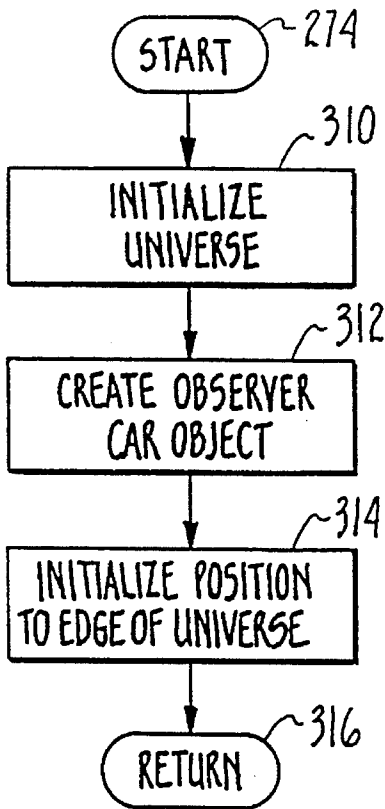 START
274
310
INITIALIZE
UNIVERSE
312
CREATE OBSERVER
CAR OBJECT
314
INITIALIZE POSITION
TO EDGE OF UNIVERSE
316
RETURN